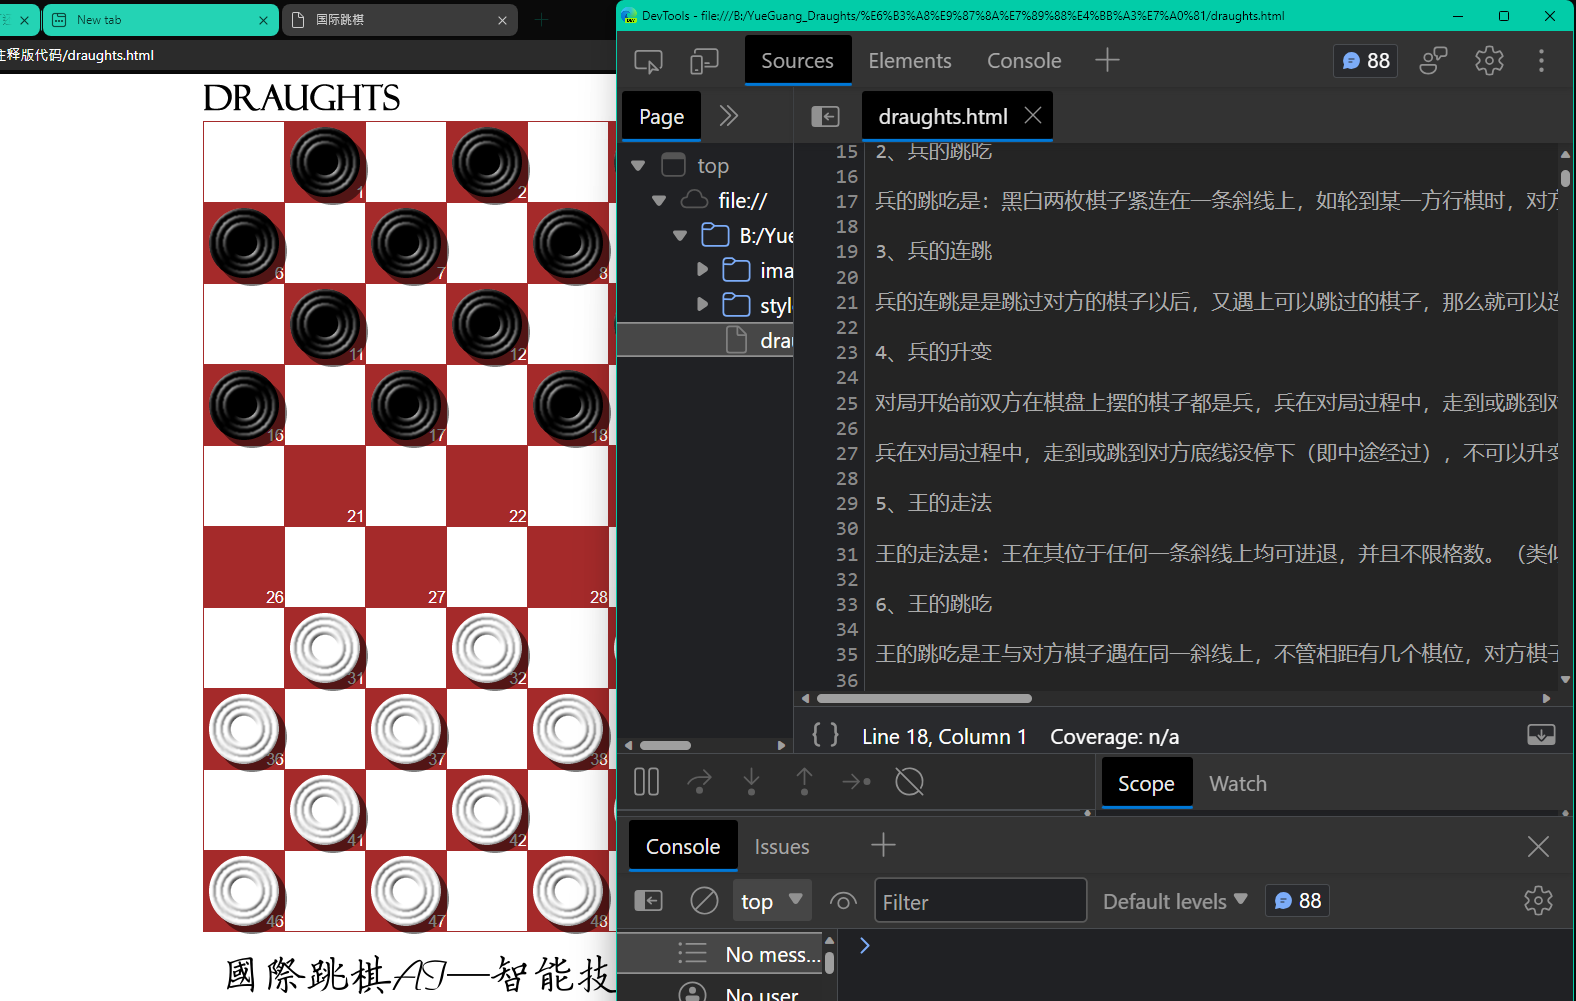 New tab
国际跳棋
注释版代码/draughts.html
DRAUGHTS
1
2
6
7
8
11
12
16
17
18
21
22
26
27
28
31
32
36
37
38
41
42
46
47
48
國際跳棋AI—智能技
DevTools - file:///B:/YueGuang_Draughts/%E6%B3%A8%E9%87%8A%E7%89%88%E4%BB%A3%E7%A0%81/draughts.html
Sources Elements Console 88
Page draughts.html
top
file://
B:/Yue
ima
styl
drau
15 2、兵的跳吃
16
17 兵的跳吃是：黑白两枚棋子紧连在一条斜线上，如轮到某一方行棋时，对方
18
19 3、兵的连跳
20
21 兵的连跳是是跳过对方的棋子以后，又遇上可以跳过的棋子，那么就可以连
22
23 4、兵的升变
24
25 对局开始前双方在棋盘上摆的棋子都是兵，兵在对局过程中，走到或跳到对
26
27 兵在对局过程中，走到或跳到对方底线没停下（即中途经过），不可以升变
28
29 5、王的走法
30
31 王的走法是：王在其位于任何一条斜线上均可进退，并且不限格数。（类似
32
33 6、王的跳吃
34
35 王的跳吃是王与对方棋子遇在同一斜线上，不管相距有几个棋位，对方棋子
36
{ } Line 18, Column 1 Coverage: n/a
Scope Watch
Console Issues
top Filter Default levels 88
No mess...
No user